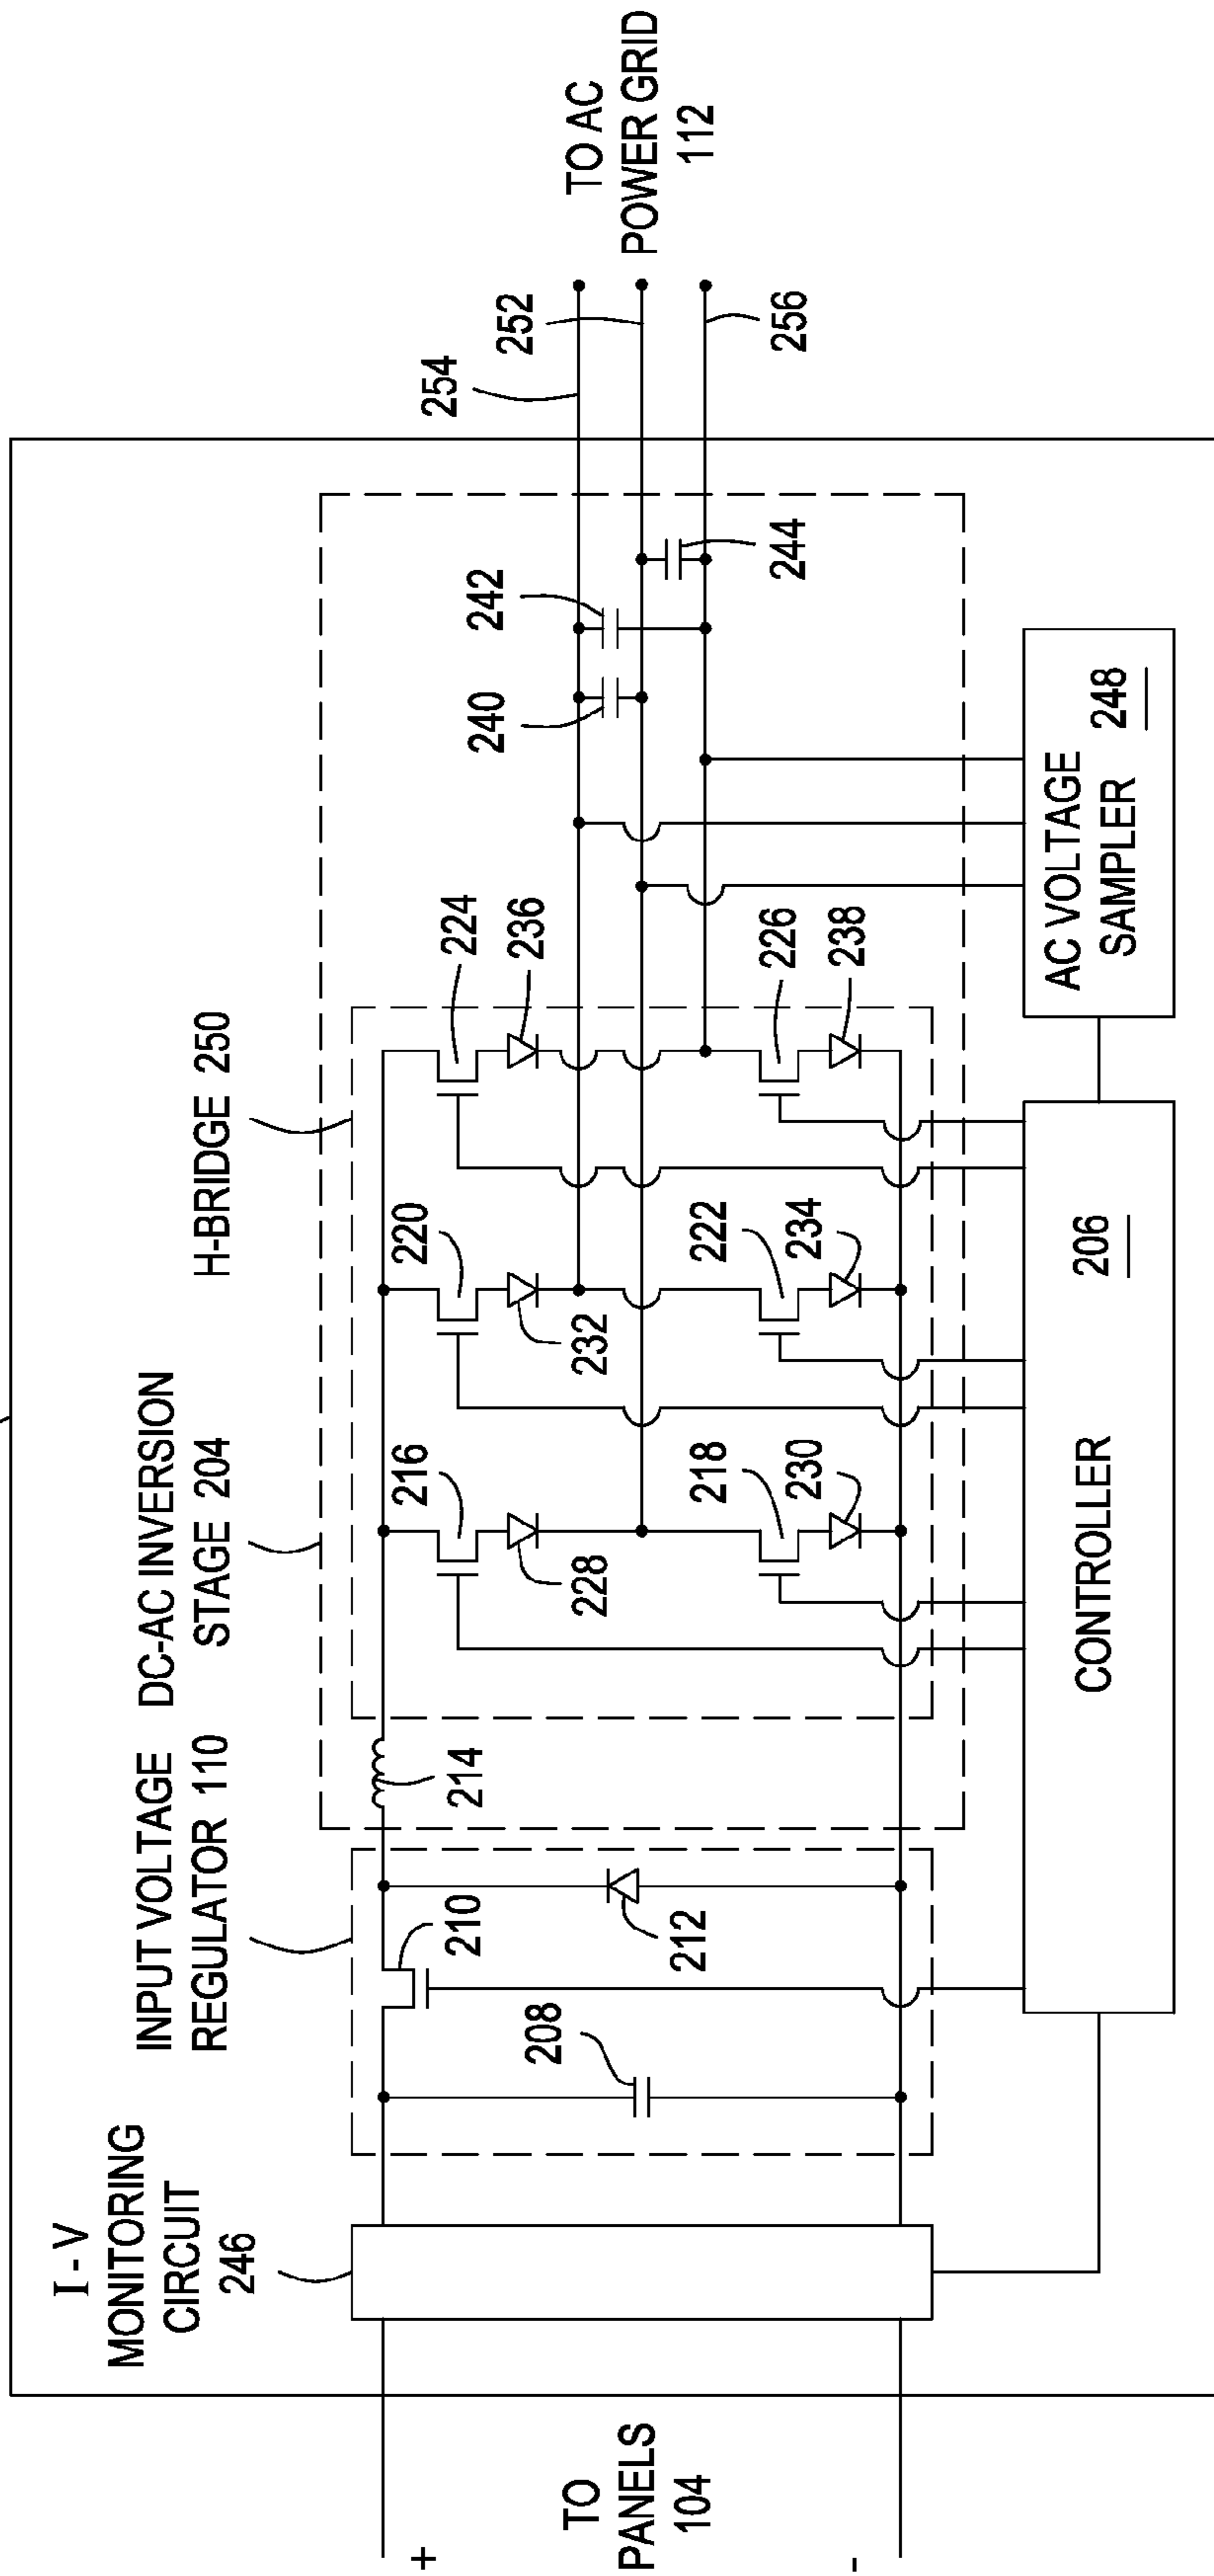 I - V
MONITORING
CIRCUIT
246
INPUT VOLTAGE
REGULATOR 110
DC-AC INVERSION
STAGE 204
H-BRIDGE 250
+
-
TO
PANELS
104
208
210
212
214
216
228
218
230
220
232
222
234
224
236
226
238
240
242
244
254
252
256
TO AC
POWER GRID
112
CONTROLLER
206
AC VOLTAGE
SAMPLER
248